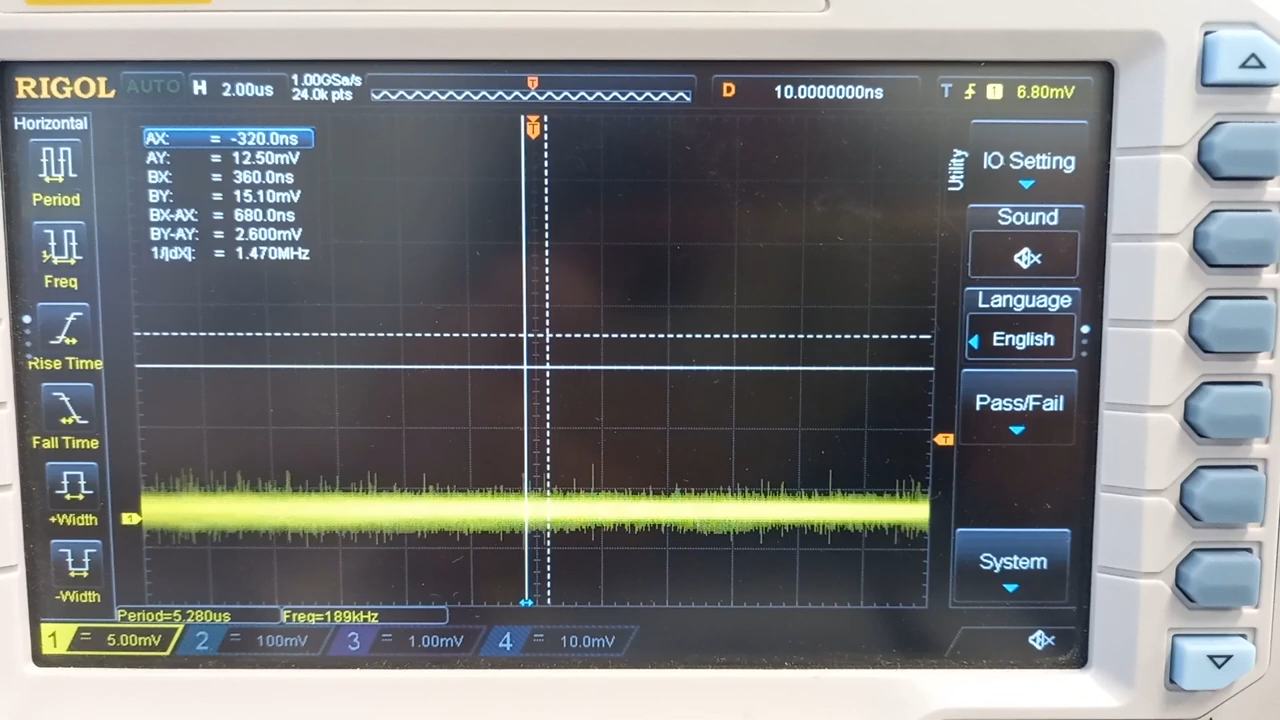 RIGOL AUTO H 2.00us 1.00GSa/s 24.0k pts T D 10.0000000ns T 1 6.80mV
Horizontal
Period
Freq
Rise Time
Fall Time
+Width
-Width
AX: = -320.0ns
AY: = 12.50mV
BX: = 360.0ns
BY: = 15.10mV
BX-AX: = 680.0ns
BY-AY: = 2.600mV
1/|dX|: = 1.470MHz
T
T
1
Utility
IO Setting
Sound
Language
English
Pass/Fail
System
Period=5.280us Freq=189kHz
1 = 5.00mV 2 = 100mV 3 = 1.00mV 4 = 10.0mV